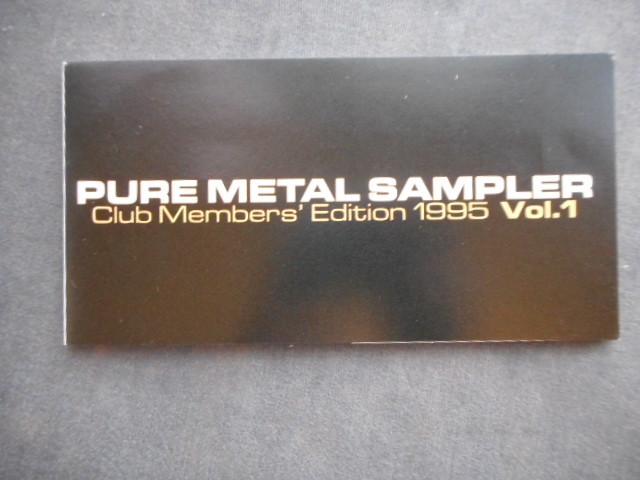 PURE METAL SAMPLER
Club Members' Edition 1995 Vol.1